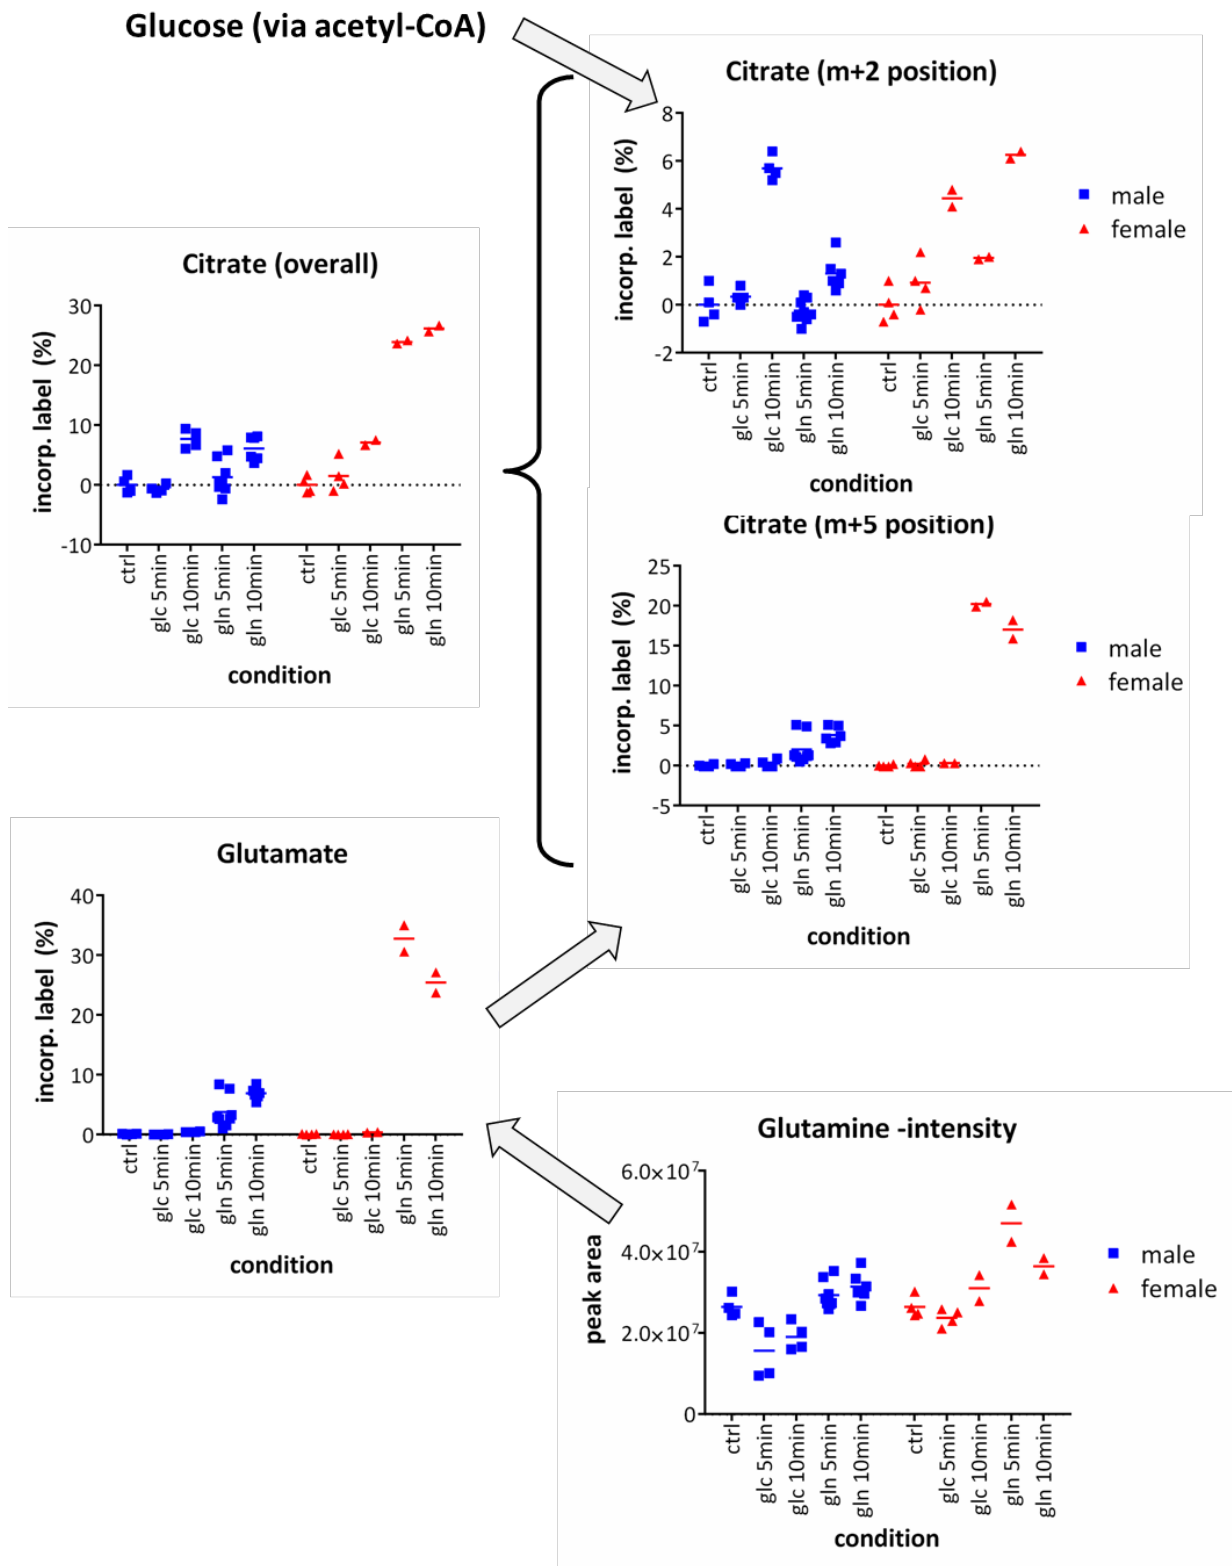 Glucose (via acetyl-CoA)
Citrate (m+2 position)
incorp. label (%)
8
6
4
2
0
-2
ctrl
glc 5min
glc 10min
gln 5min
gln 10min
ctrl
glc 5min
glc 10min
gln 5min
gln 10min
condition
male
female
Citrate (overall)
incorp. label (%)
30
20
10
0
-10
ctrl
glc 5min
glc 10min
gln 5min
gln 10min
ctrl
glc 5min
glc 10min
gln 5min
gln 10min
condition
Citrate (m+5 position)
incorp. label (%)
25
20
15
10
5
0
-5
ctrl
glc 5min
glc 10min
gln 5min
gln 10min
ctrl
glc 5min
glc 10min
gln 5min
gln 10min
condition
male
female
Glutamate
incorp. label (%)
40
30
20
10
0
ctrl
glc 5min
glc 10min
gln 5min
gln 10min
ctrl
glc 5min
glc 10min
gln 5min
gln 10min
condition
Glutamine -intensity
peak area
6.0×10⁷
4.0×10⁷
2.0×10⁷
0
ctrl
glc 5min
glc 10min
gln 5min
gln 10min
ctrl
glc 5min
glc 10min
gln 5min
gln 10min
condition
male
female